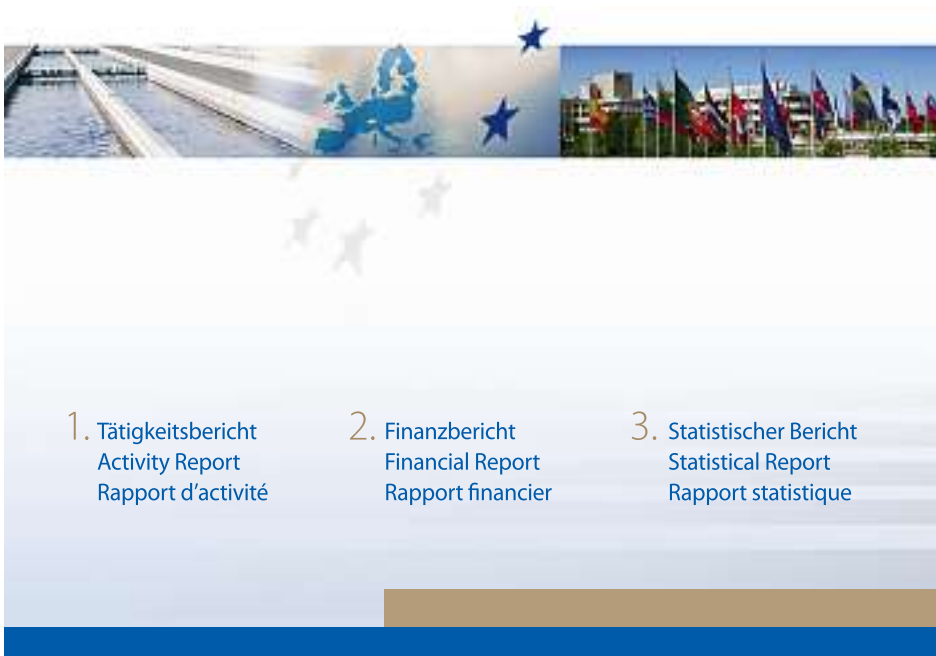 1. Tätigkeitsbericht
Activity Report
Rapport d’activité
2. Finanzbericht
Financial Report
Rapport financier
3. Statistischer Bericht
Statistical Report
Rapport statistique